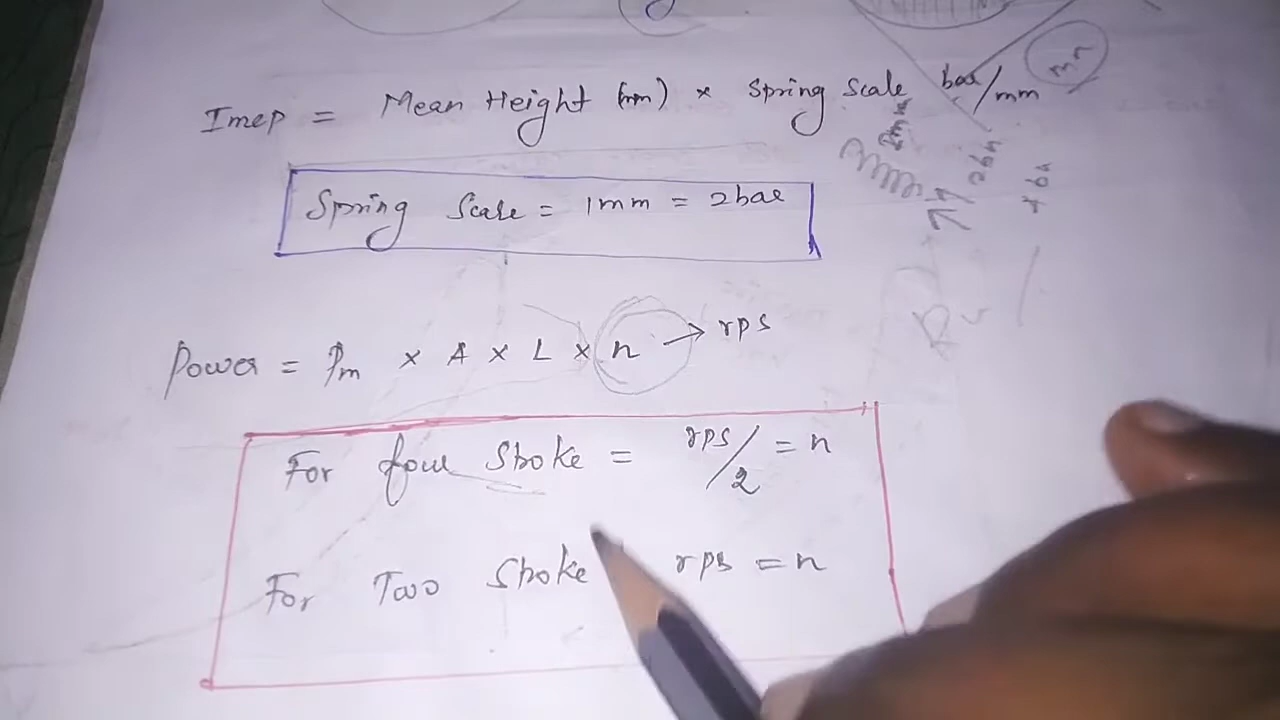 Imep = Mean Height (mm) × Spring Scale bar/mm
Spring Scale = 1mm = 2bar
Power = Pm × A × L × n → rps
For four Stroke = rps/2 = n
For Two Stroke rps = n